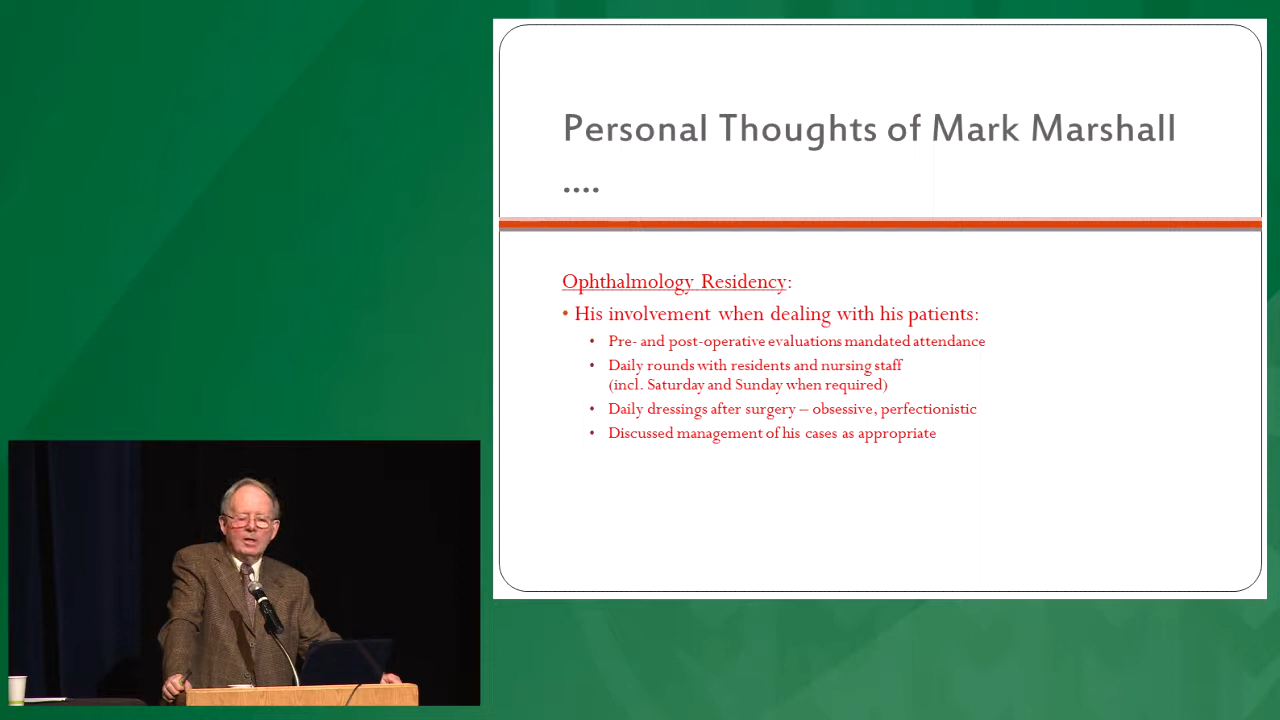 Personal Thoughts of Mark Marshall
....
Ophthalmology Residency:
• His involvement when dealing with his patients:
• Pre- and post-operative evaluations mandated attendance
• Daily rounds with residents and nursing staff
(incl. Saturday and Sunday when required)
• Daily dressings after surgery – obsessive, perfectionistic
• Discussed management of his cases as appropriate